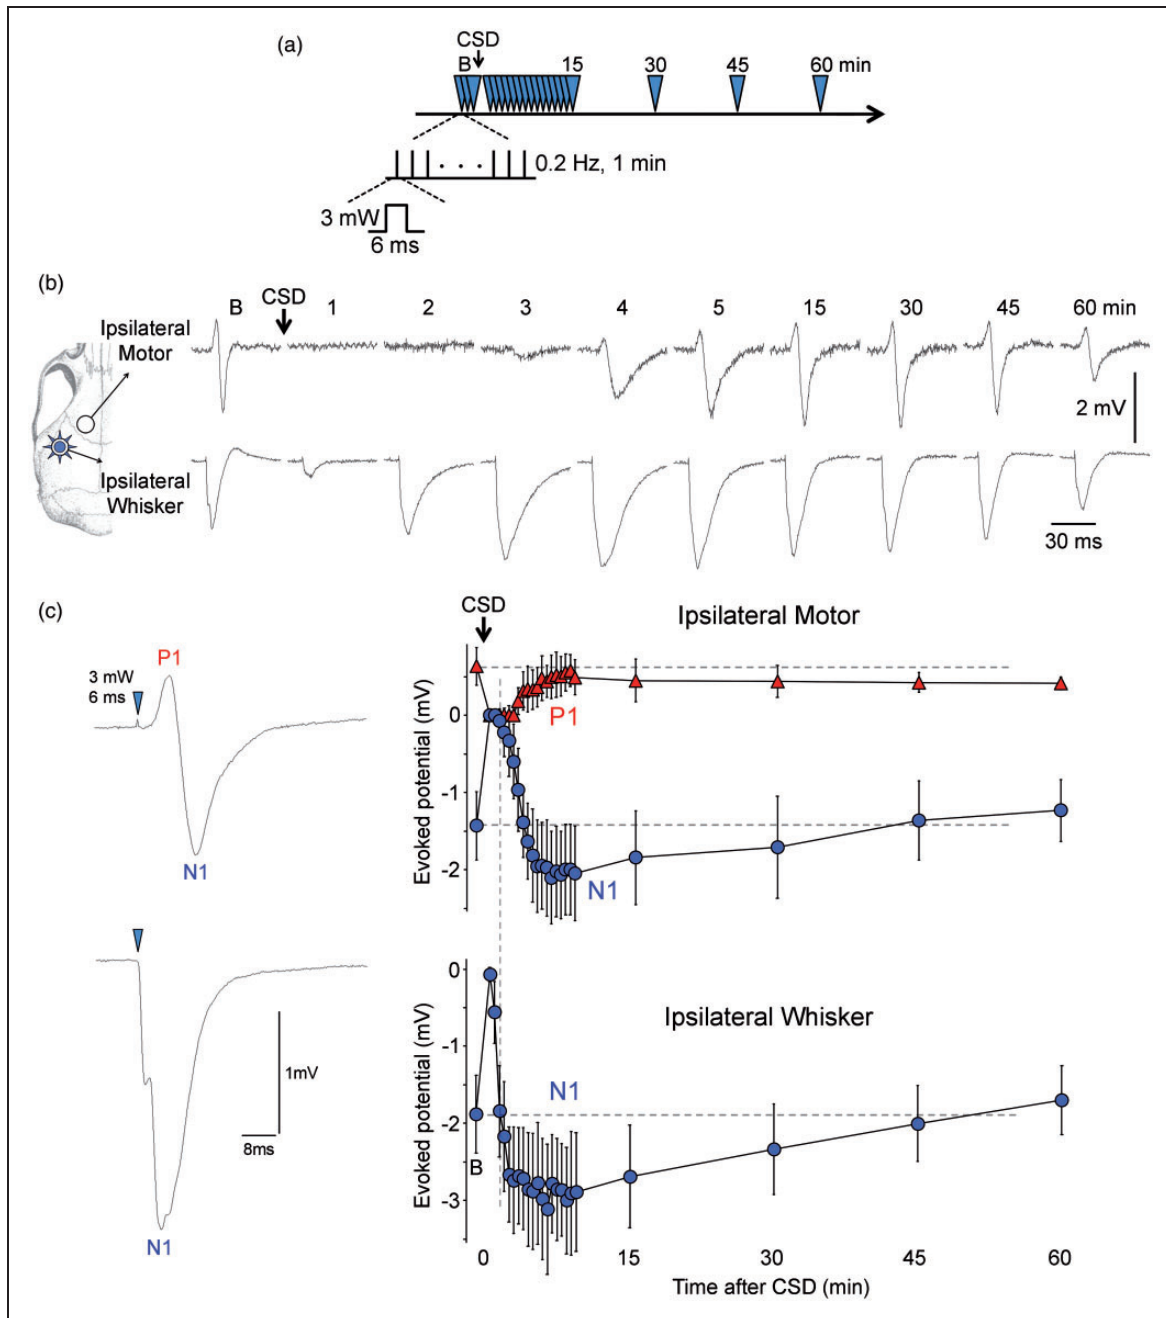 (a)
CSD
B 15 30 45 60 min
0.2 Hz, 1 min
3 mW
6 ms
(b)
B CSD 1 2 3 4 5 15 30 45 60 min
Ipsilateral
Motor
2 mV
Ipsilateral
Whisker
30 ms
(c)
CSD
Ipsilateral Motor
P1
3 mW
6 ms
N1
Evoked potential (mV)
0
-1
-2
P1
N1
1mV
8ms
N1
Ipsilateral Whisker
Evoked potential (mV)
0
-1
-2
-3
N1
B
0 15 30 45 60
Time after CSD (min)